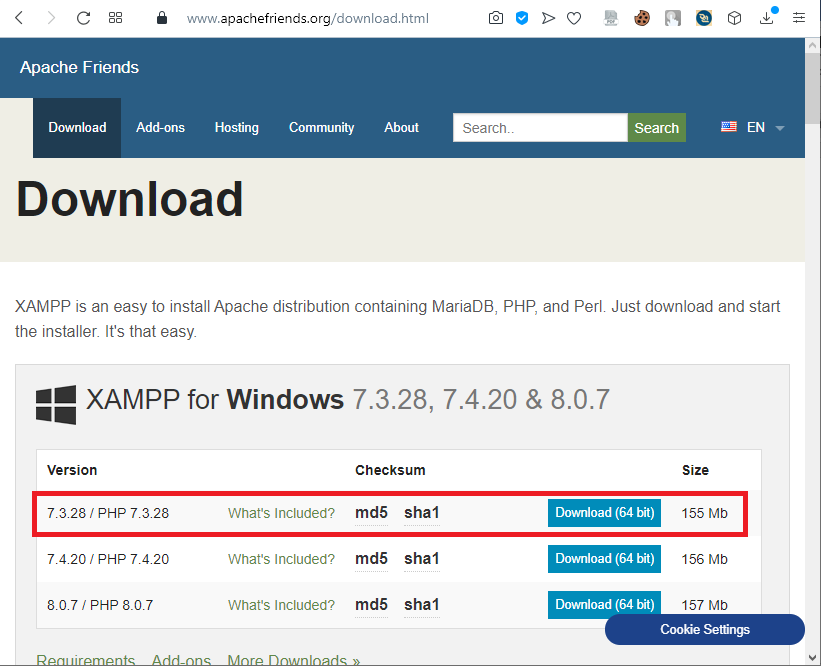 www.apachefriends.org/download.html
Apache Friends
Download Add-ons Hosting Community About Search.. Search EN
Download
XAMPP is an easy to install Apache distribution containing MariaDB, PHP, and Perl. Just download and start
the installer. It's that easy.
XAMPP for Windows 7.3.28, 7.4.20 & 8.0.7
Version Checksum Size
7.3.28 / PHP 7.3.28 What's Included? md5 sha1 Download (64 bit) 155 Mb
7.4.20 / PHP 7.4.20 What's Included? md5 sha1 Download (64 bit) 156 Mb
8.0.7 / PHP 8.0.7 What's Included? md5 sha1 Download (64 bit) 157 Mb
Cookie Settings
Requirements Add-ons More Downloads »